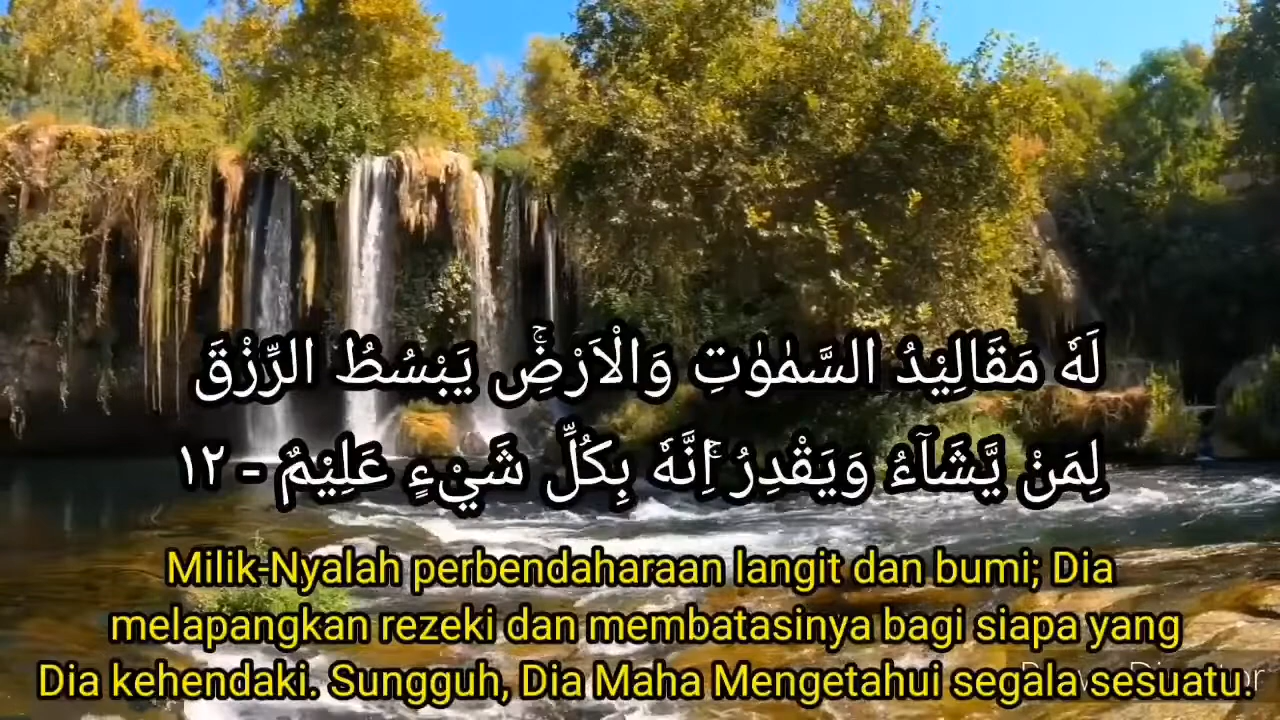 لَهٗ مَقَالِيْدُ السَّمٰوٰتِ وَالْاَرْضِۚ يَبْسُطُ الرِّزْقَ
لِمَنْ يَّشَاۤءُ وَيَقْدِرُ ۚاِنَّهٗ بِكُلِّ شَيْءٍ عَلِيْمٌ - ١٢
Milik-Nyalah perbendaharaan langit dan bumi; Dia
melapangkan rezeki dan membatasinya bagi siapa yang
Dia kehendaki. Sungguh, Dia Maha Mengetahui segala sesuatu.